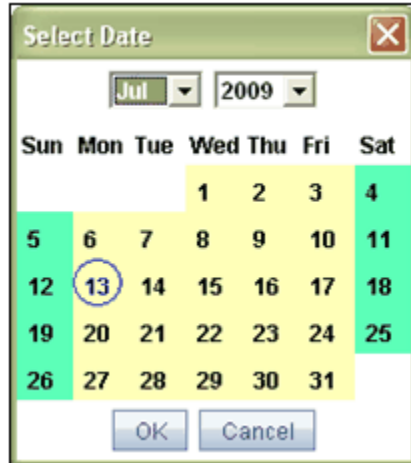 Select Date
Jul 2009
Sun Mon Tue Wed Thu Fri Sat
1 2 3 4
5 6 7 8 9 10 11
12 13 14 15 16 17 18
19 20 21 22 23 24 25
26 27 28 29 30 31
OK Cancel